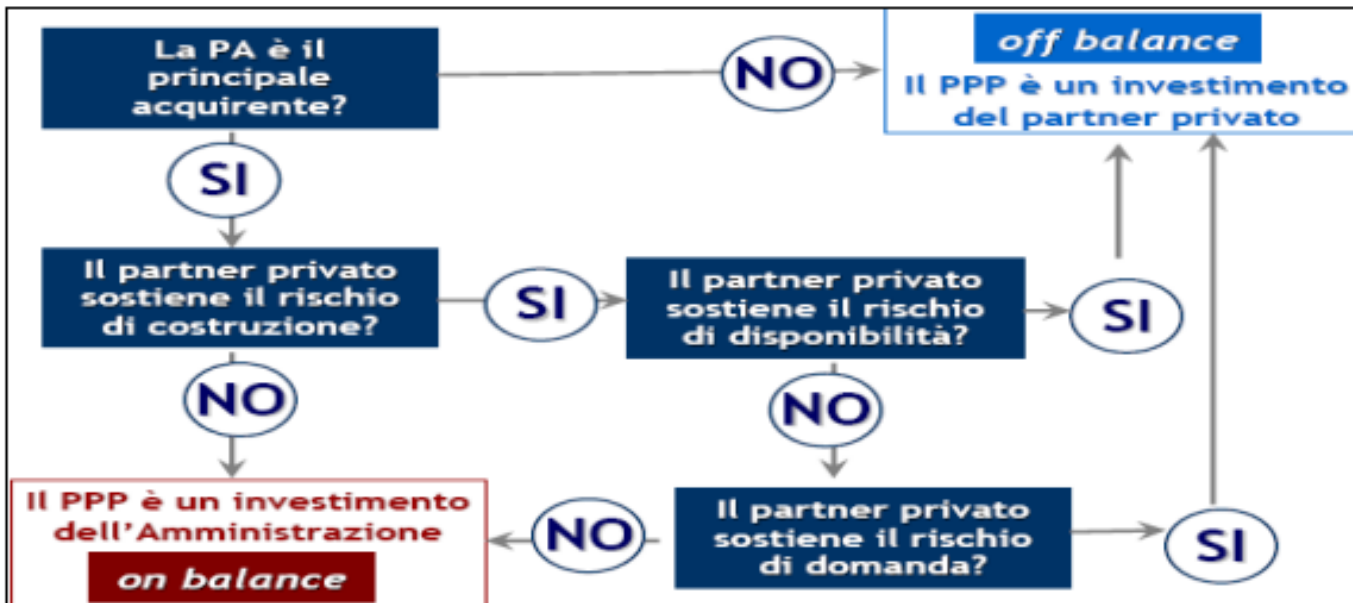 La PA è il
principale
acquirente?
NO
off balance
Il PPP è un investimento
del partner privato
SI
Il partner privato
sostiene il rischio
di costruzione?
SI
Il partner privato
sostiene il rischio
di disponibilità?
SI
NO
NO
Il PPP è un investimento
dell'Amministrazione
on balance
NO
Il partner privato
sostiene il rischio
di domanda?
SI